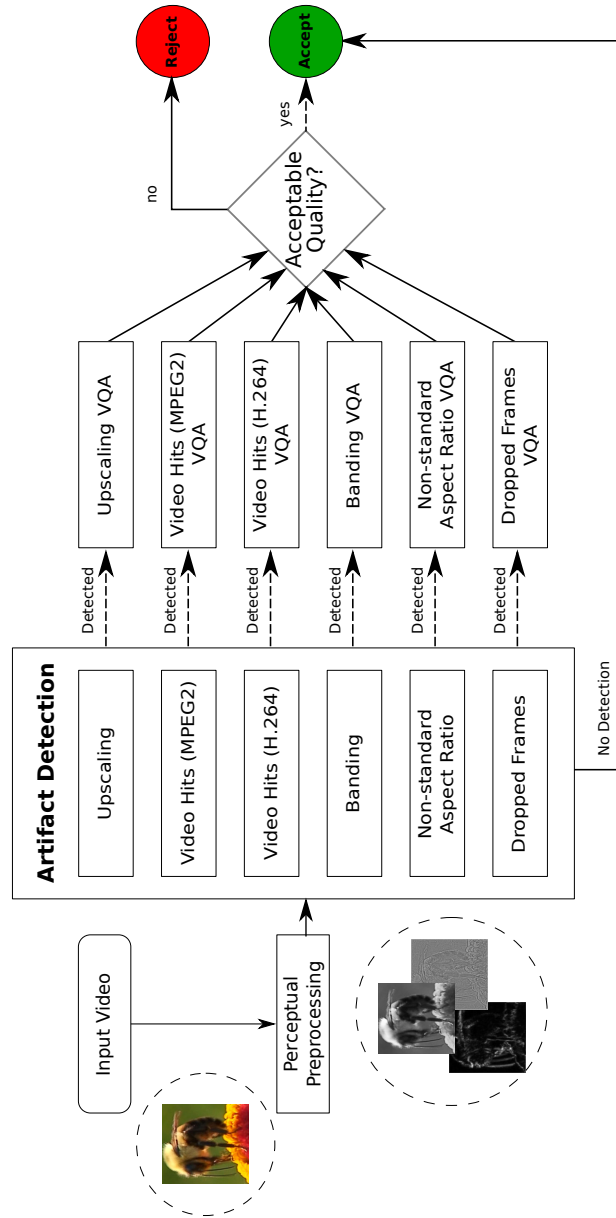 Input Video
Perceptual
Preprocessing
Artifact Detection
Upscaling
Video Hits (MPEG2)
Video Hits (H.264)
Banding
Non-standard
Aspect Ratio
Dropped Frames
Detected
Detected
Detected
Detected
Detected
Detected
No Detection
Upscaling VQA
Video Hits (MPEG2)
VQA
Video Hits (H.264)
VQA
Banding VQA
Non-standard
Aspect Ratio VQA
Dropped Frames
VQA
Acceptable
Quality?
no
yes
Reject
Accept